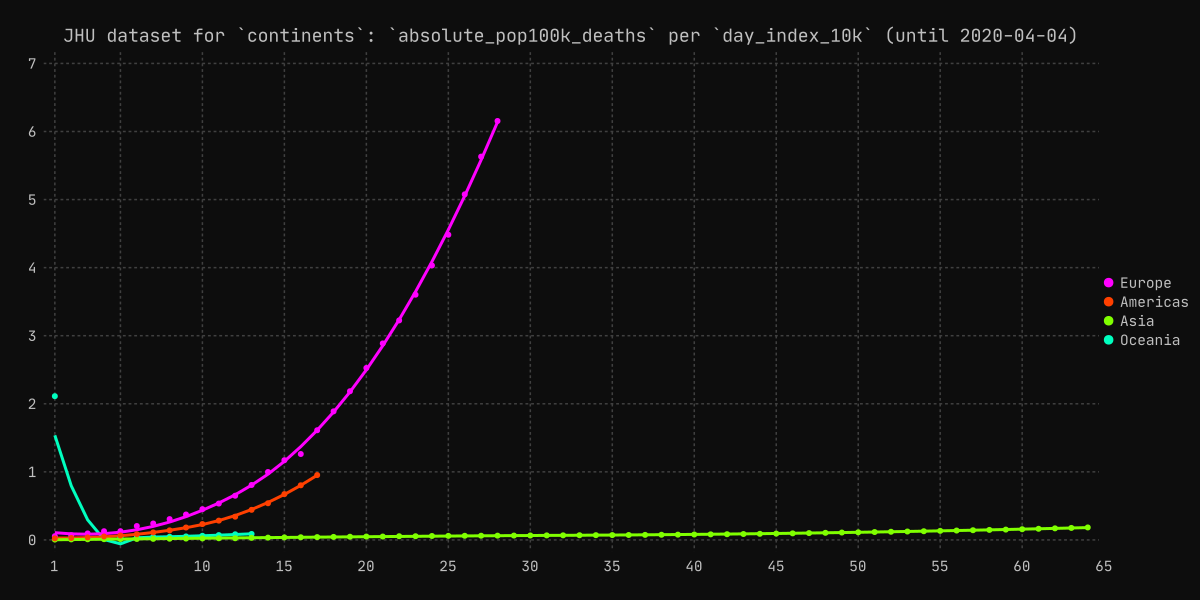 JHU dataset for `continents`: `absolute_pop100k_deaths` per `day_index_10k` (until 2020-04-04)
7
6
5
4
3
2
1
0
1 5 10 15 20 25 30 35 40 45 50 55 60 65
Europe
Americas
Asia
Oceania